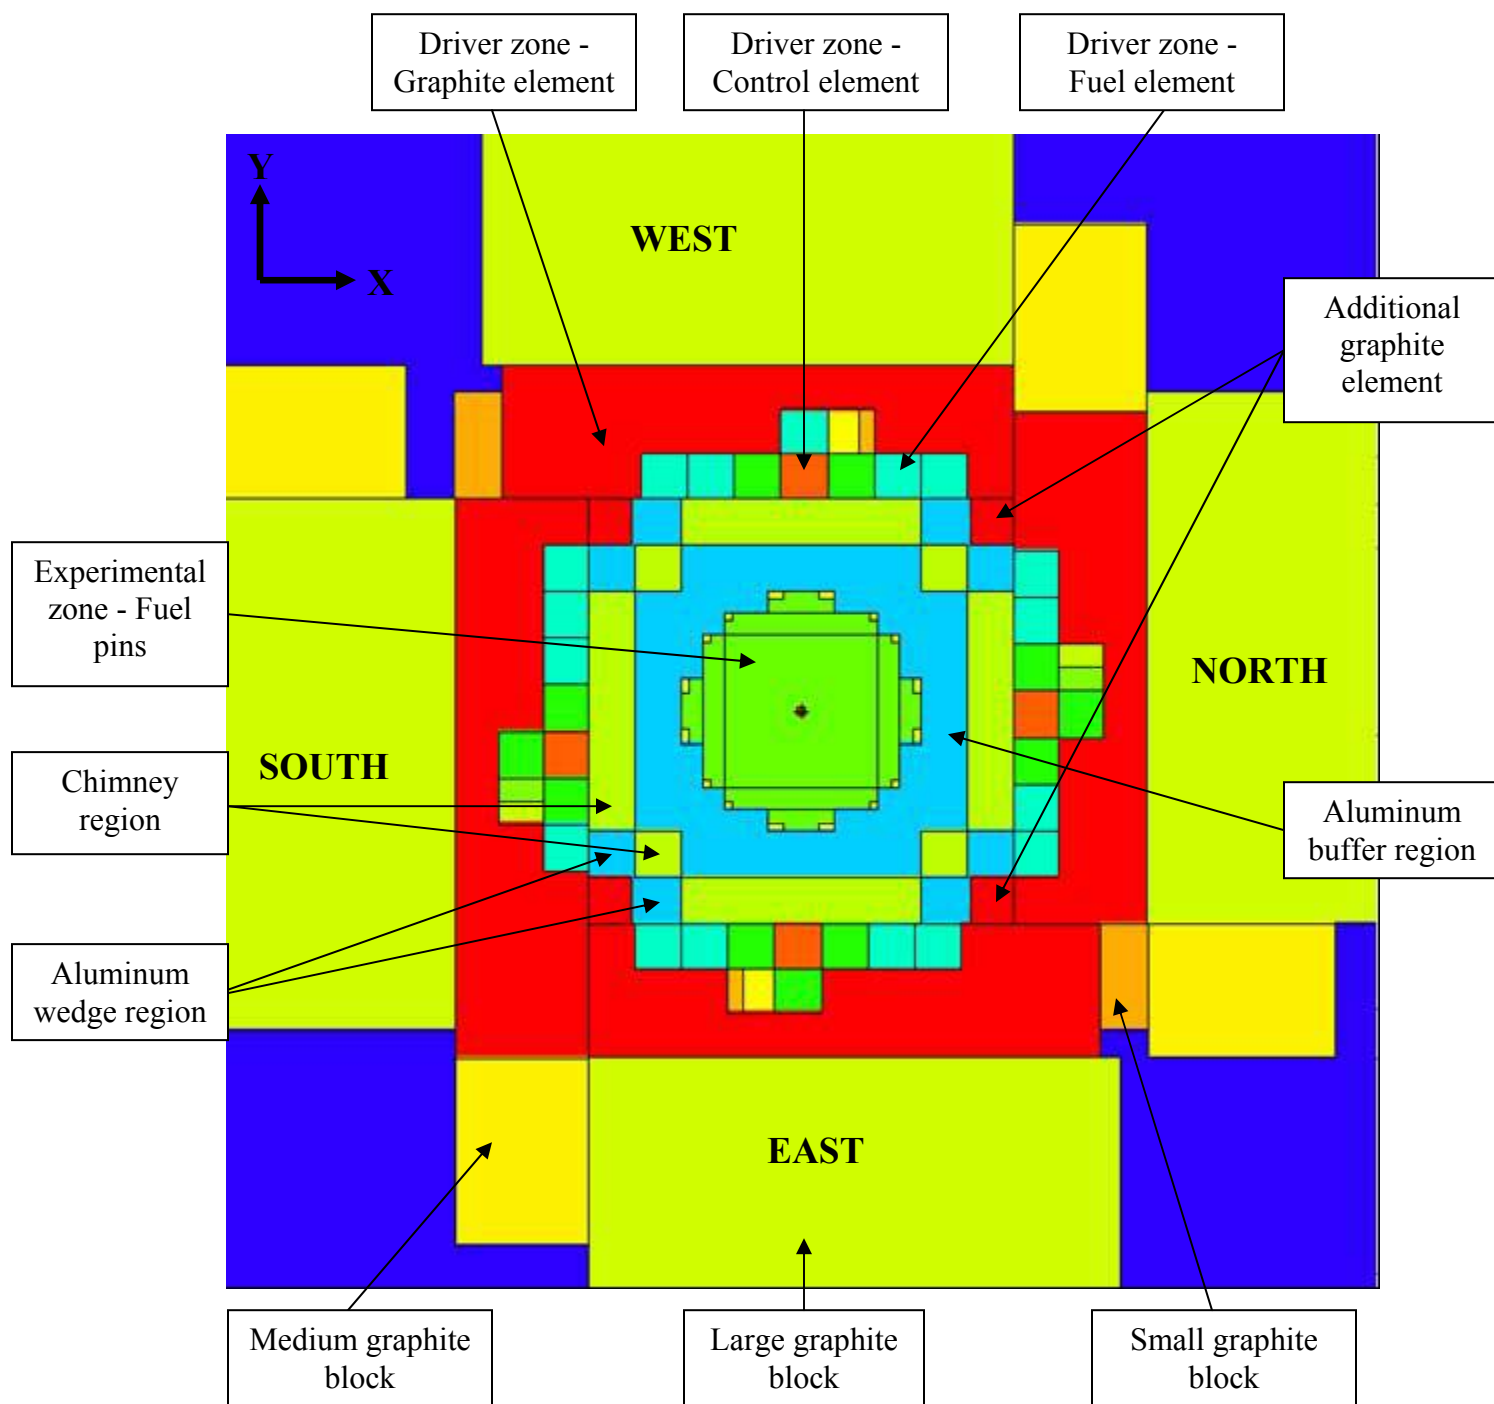 Driver zone -
Graphite element
Driver zone -
Control element
Driver zone -
Fuel element
Y
X
WEST
Additional
graphite
element
Experimental
zone - Fuel
pins
NORTH
SOUTH
Chimney
region
Aluminum
buffer region
Aluminum
wedge region
EAST
Medium graphite
block
Large graphite
block
Small graphite
block